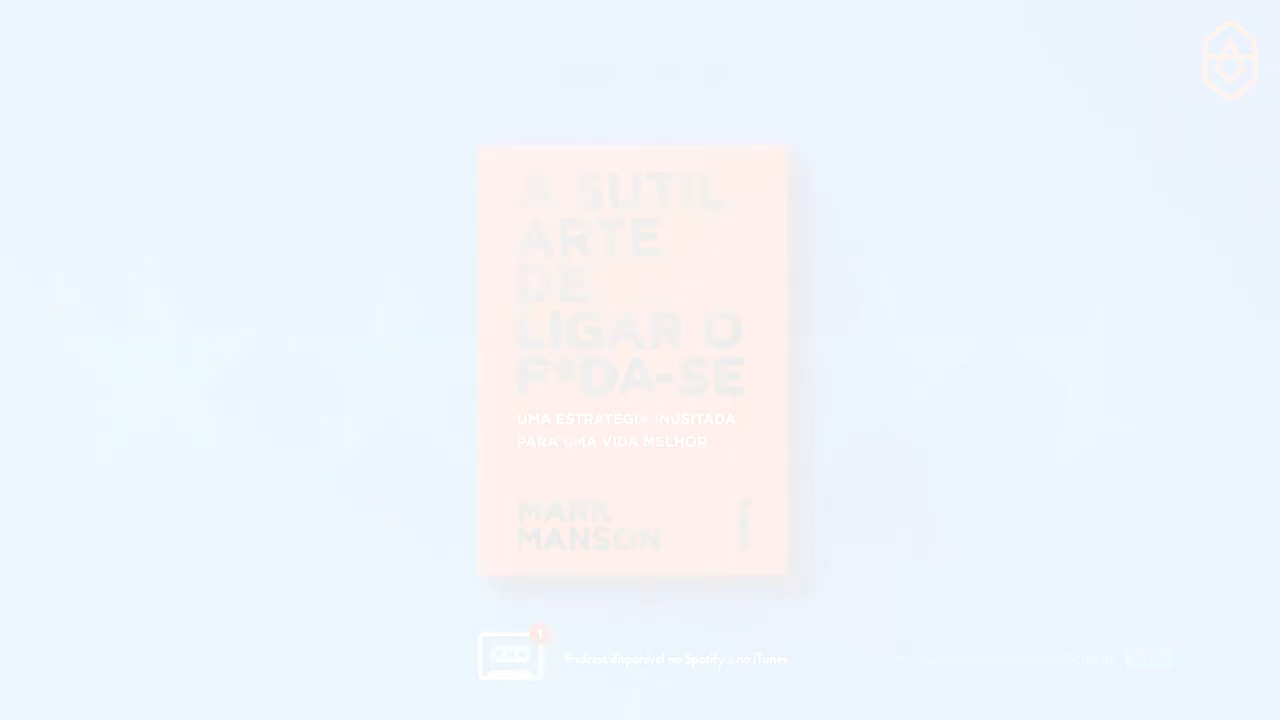 A SUTIL
ARTE
DE
LIGAR O
F*DA-SE
UMA ESTRATÉGIA INUSITADA
PARA UMA VIDA MELHOR
MARK
MANSON
1
Podcast disponível no Spotify e no iTunes